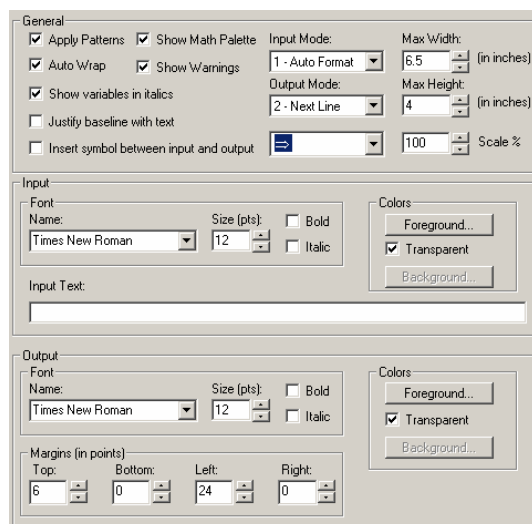 General
Apply Patterns
Show Math Palette
Auto Wrap
Show Warnings
Show variables in italics
Justify baseline with text
Insert symbol between input and output
Input Mode:
1 - Auto Format
Output Mode:
2 - Next Line
⇒
Max Width:
6.5 (in inches)
Max Height:
4 (in inches)
100 Scale %
Input
Font
Name:
Times New Roman
Size (pts):
12
Bold
Italic
Colors
Foreground...
Transparent
Background...
Input Text:
Output
Font
Name:
Times New Roman
Size (pts):
12
Bold
Italic
Colors
Foreground...
Transparent
Background...
Margins (in points)
Top: Bottom: Left: Right:
6 0 24 0